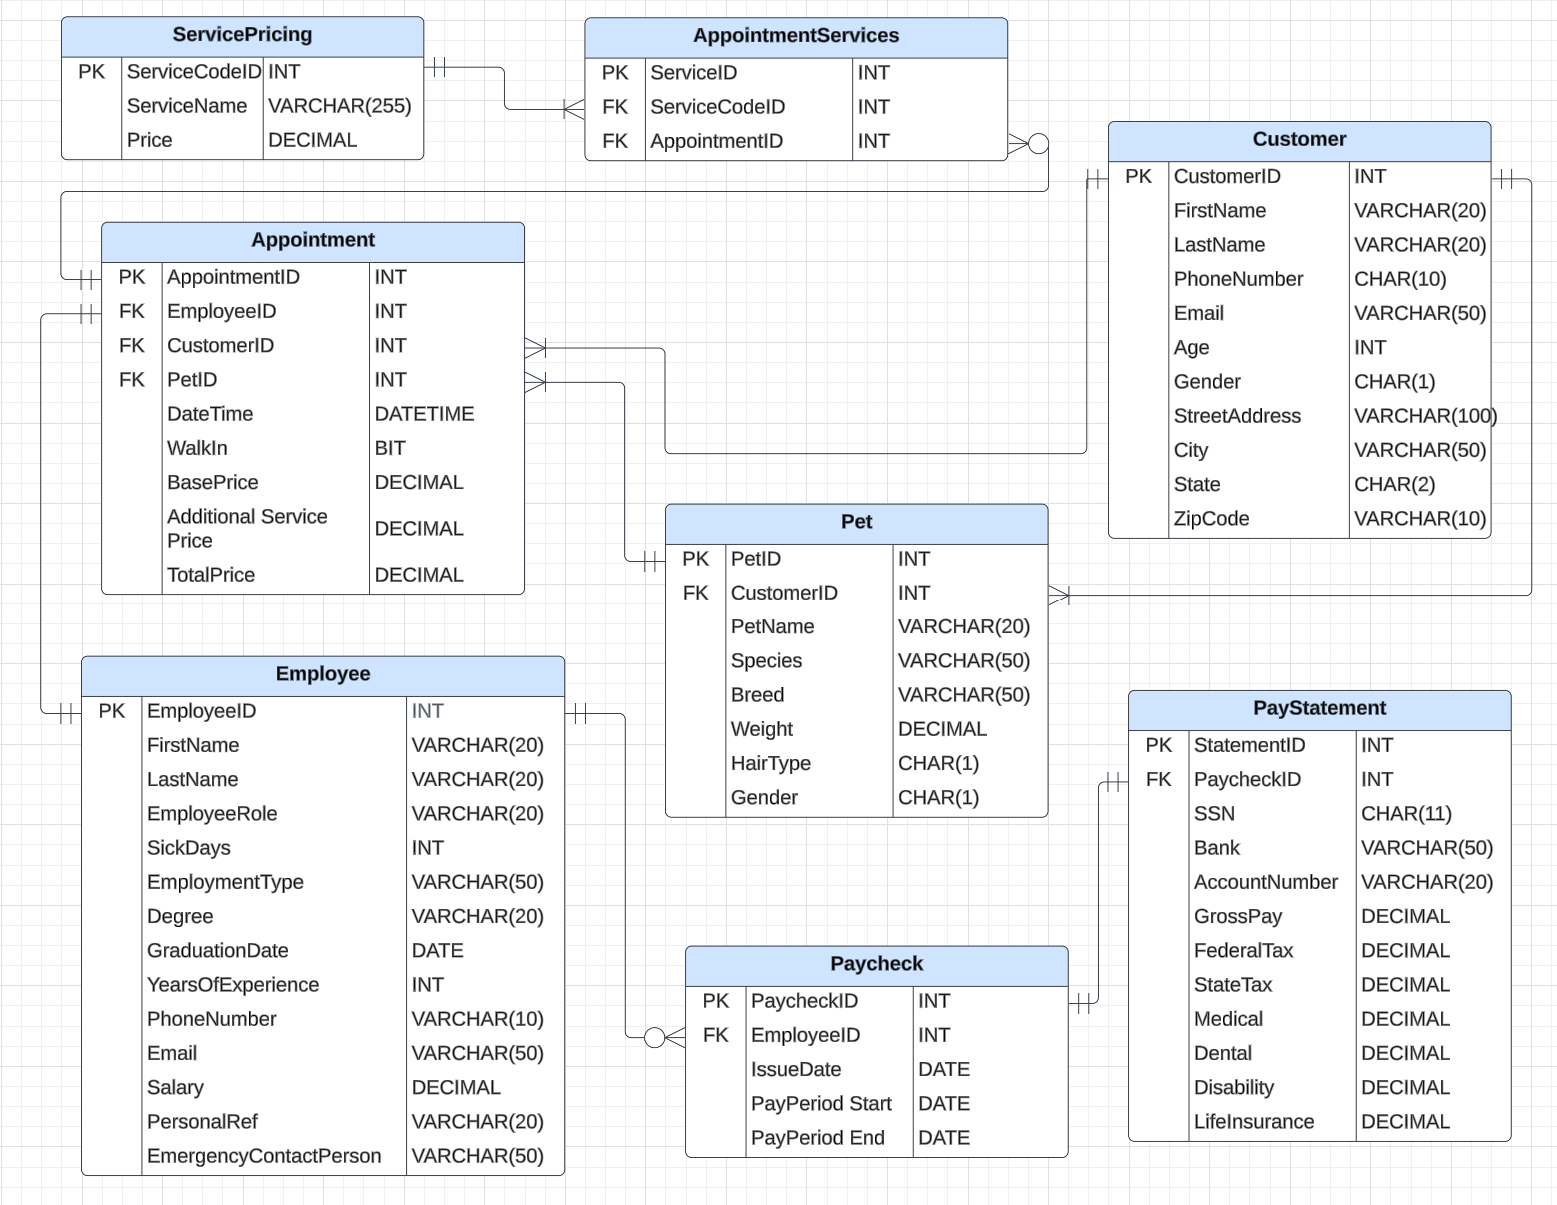 ServicePricing
PK ServiceCodeID INT
ServiceName VARCHAR(255)
Price DECIMAL
AppointmentServices
PK ServiceID INT
FK ServiceCodeID INT
FK AppointmentID INT
Customer
PK CustomerID INT
FirstName VARCHAR(20)
LastName VARCHAR(20)
PhoneNumber CHAR(10)
Email VARCHAR(50)
Age INT
Gender CHAR(1)
StreetAddress VARCHAR(100)
City VARCHAR(50)
State CHAR(2)
ZipCode VARCHAR(10)
Appointment
PK AppointmentID INT
FK EmployeeID INT
FK CustomerID INT
FK PetID INT
DateTime DATETIME
WalkIn BIT
BasePrice DECIMAL
Additional Service
Price DECIMAL
TotalPrice DECIMAL
Pet
PK PetID INT
FK CustomerID INT
PetName VARCHAR(20)
Species VARCHAR(50)
Breed VARCHAR(50)
Weight DECIMAL
HairType CHAR(1)
Gender CHAR(1)
Employee
PK EmployeeID INT
FirstName VARCHAR(20)
LastName VARCHAR(20)
EmployeeRole VARCHAR(20)
SickDays INT
EmploymentType VARCHAR(50)
Degree VARCHAR(20)
GraduationDate DATE
YearsOfExperience INT
PhoneNumber VARCHAR(10)
Email VARCHAR(50)
Salary DECIMAL
PersonalRef VARCHAR(20)
EmergencyContactPerson VARCHAR(50)
Paycheck
PK PaycheckID INT
FK EmployeeID INT
IssueDate DATE
PayPeriod Start DATE
PayPeriod End DATE
PayStatement
PK StatementID INT
FK PaycheckID INT
SSN CHAR(11)
Bank VARCHAR(50)
AccountNumber VARCHAR(20)
GrossPay DECIMAL
FederalTax DECIMAL
StateTax DECIMAL
Medical DECIMAL
Dental DECIMAL
Disability DECIMAL
LifeInsurance DECIMAL